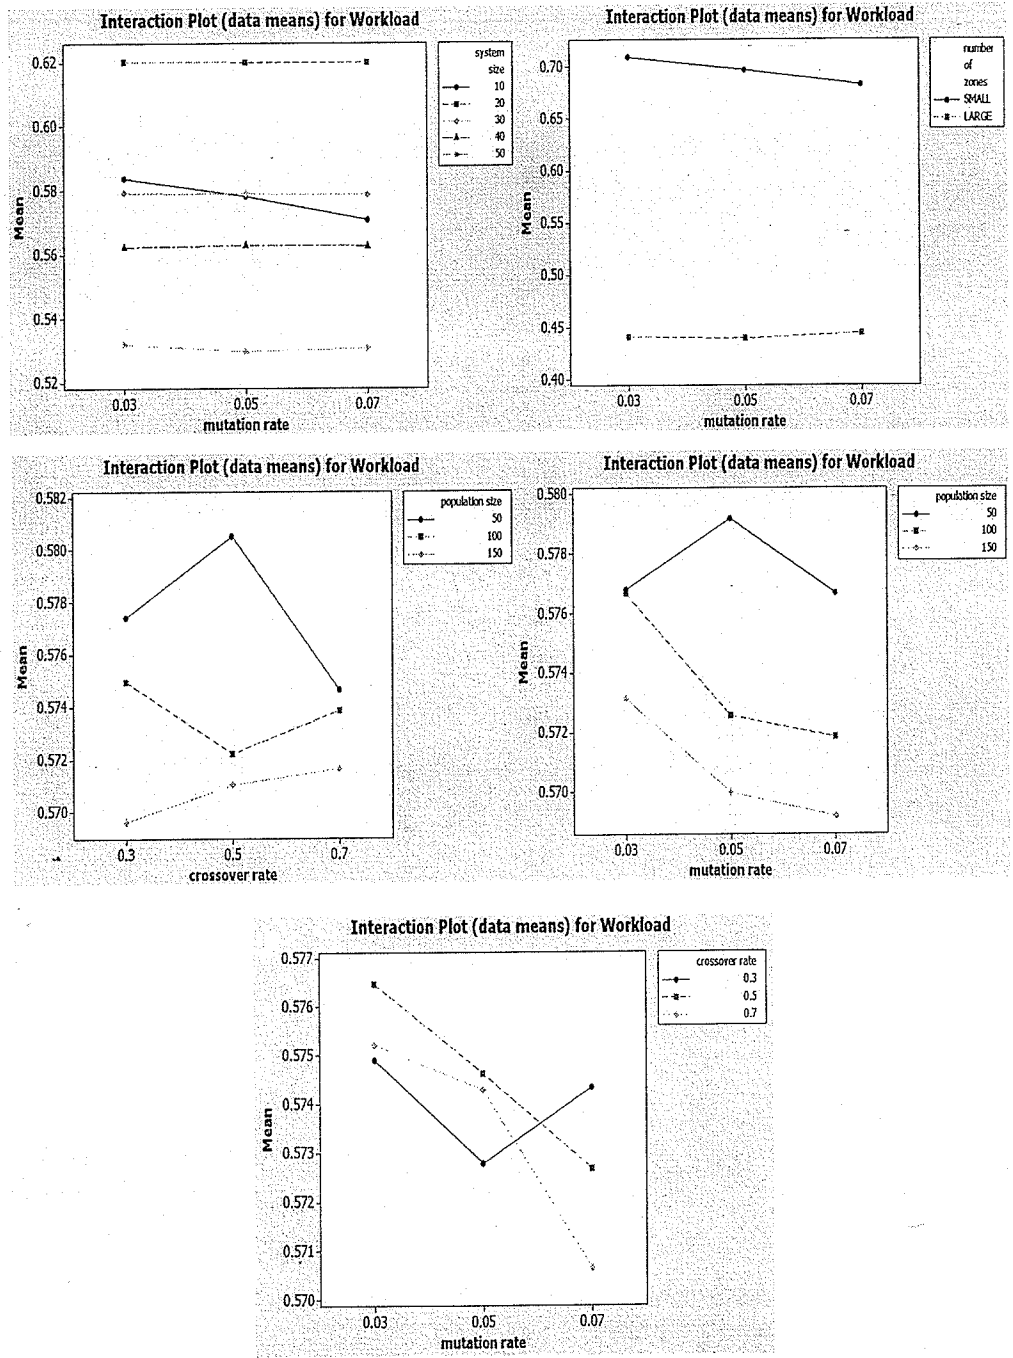 Interaction Plot (data means) for Workload
system
size
10
20
30
40
50
0.62
0.60
0.58
0.56
0.54
0.52
Mean
0.03 0.05 0.07
mutation rate
Interaction Plot (data means) for Workload
number
of
zones
SMALL
LARGE
0.70
0.65
0.60
0.55
0.50
0.45
0.40
Mean
0.03 0.05 0.07
mutation rate
Interaction Plot (data means) for Workload
population size
50
100
150
0.582
0.580
0.578
0.576
0.574
0.572
0.570
Mean
0.3 0.5 0.7
crossover rate
Interaction Plot (data means) for Workload
population size
50
100
150
0.580
0.578
0.576
0.574
0.572
0.570
Mean
0.03 0.05 0.07
mutation rate
Interaction Plot (data means) for Workload
crossover rate
0.3
0.5
0.7
0.577
0.576
0.575
0.574
0.573
0.572
0.571
0.570
Mean
0.03 0.05 0.07
mutation rate